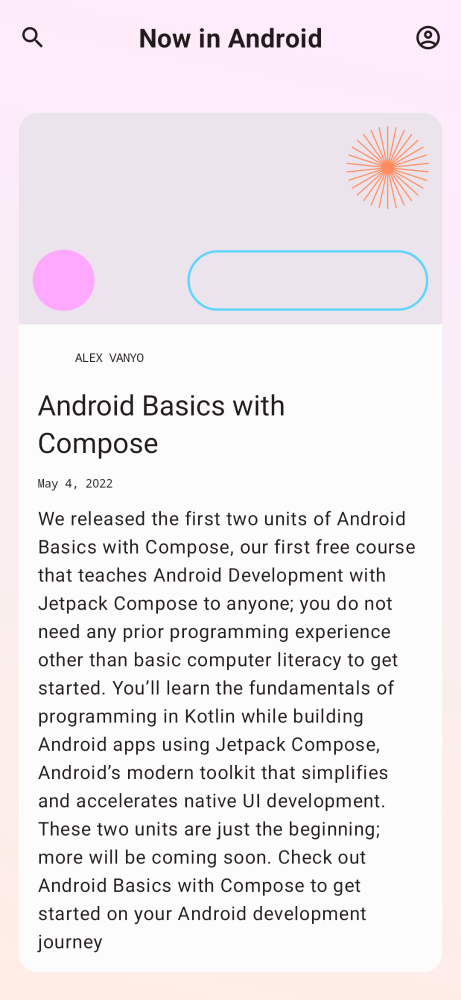 Now in Android
ALEX VANYO
Android Basics with
Compose
May 4, 2022
We released the first two units of Android
Basics with Compose, our first free course
that teaches Android Development with
Jetpack Compose to anyone; you do not
need any prior programming experience
other than basic computer literacy to get
started. You’ll learn the fundamentals of
programming in Kotlin while building
Android apps using Jetpack Compose,
Android’s modern toolkit that simplifies
and accelerates native UI development.
These two units are just the beginning;
more will be coming soon. Check out
Android Basics with Compose to get
started on your Android development
journey